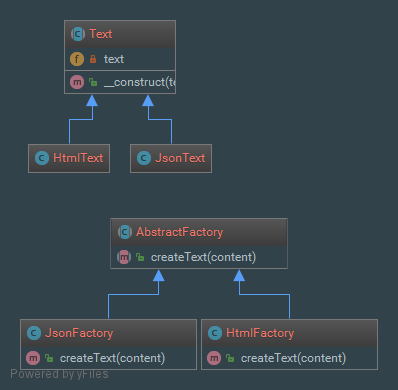 C Text
f text
m __construct(te
C HtmlText
C JsonText
C AbstractFactory
m createText(content)
C JsonFactory
m createText(content)
C HtmlFactory
m createText(content)
Powered by yFiles